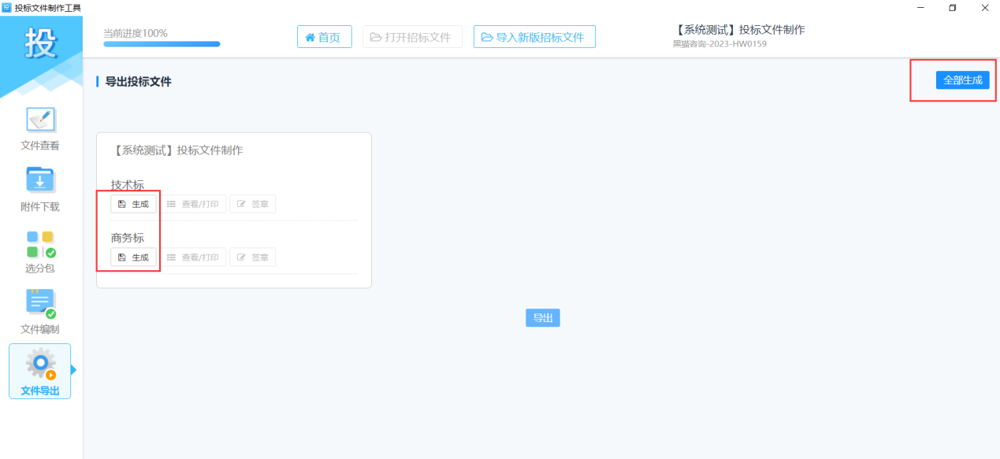 投 投标文件制作工具
投
当前进度100%
首页
打开招标文件
导入新版招标文件
【系统测试】投标文件制作
黑猫咨询-2023-HW0159
导出投标文件
全部生成
文件查看
附件下载
选分包
文件编制
文件导出
【系统测试】投标文件制作
技术标
生成 查看/打印 签章
商务标
生成 查看/打印 签章
导出